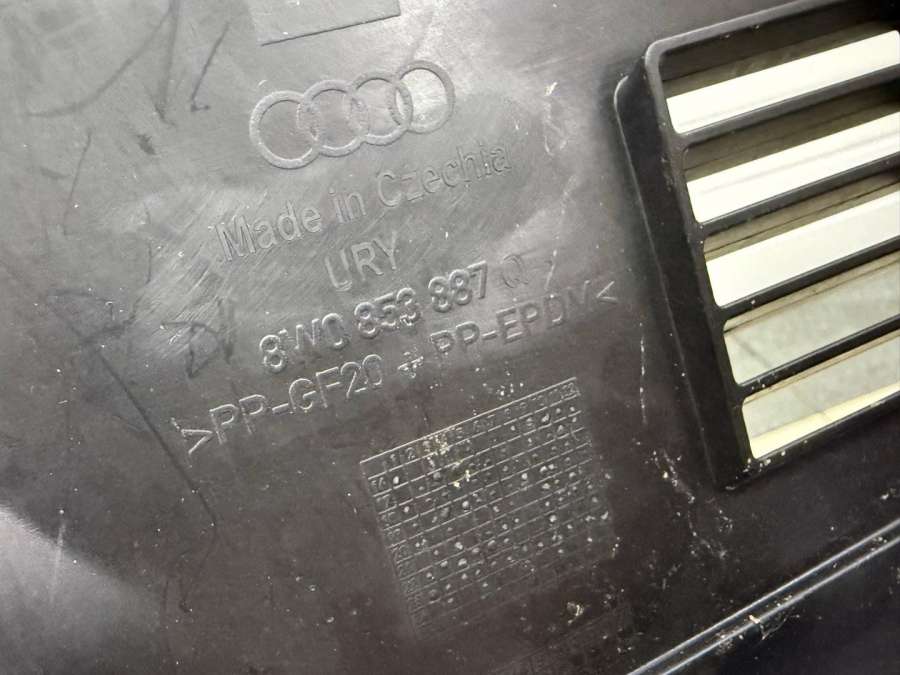 Made in Czechia
URY
8W0 853 887 Q
>PP-GF20 + PP-EPDM<